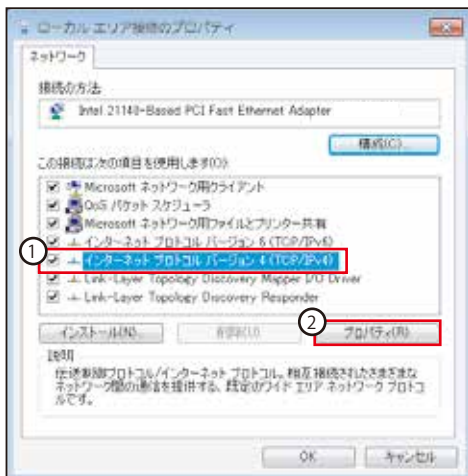 ローカル エリア接続のプロパティ
ネットワーク
接続の方法
Intel 21140-Based PCI Fast Ethernet Adapter
構成(C)...
この接続は次の項目を使用します(O):
Microsoft ネットワーク用クライアント
QoS パケット スケジューラ
Microsoft ネットワーク用ファイルとプリンター共有
インターネット プロトコル バージョン 6 (TCP/IPv6)
① インターネット プロトコル バージョン 4 (TCP/IPv4)
Link-Layer Topology Discovery Mapper I/O Driver
Link-Layer Topology Discovery Responder
②
インストール(N)... 削除(U) プロパティ(R)
説明
伝送制御プロトコル/インターネット プロトコル。相互接続されたさまざまな
ネットワーク間の通信を提供する、既定のワイド エリア ネットワーク プロトコ
ルです。
OK キャンセル